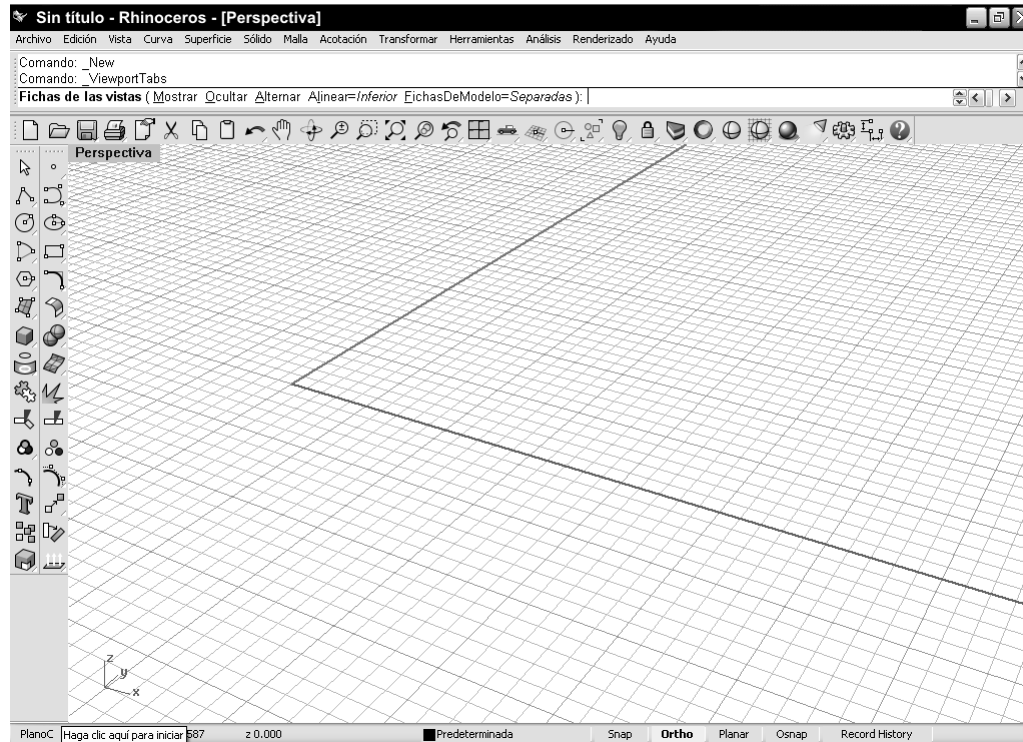 Sin título - Rhinoceros - [Perspectiva]
Archivo Edición Vista Curva Superficie Sólido Malla Acotación Transformar Herramientas Análisis Renderizado Ayuda
Comando: _New
Comando: _ViewportTabs
Fichas de las vistas ( Mostrar Ocultar Alternar Alinear=Inferior FichasDeModelo=Separadas ):
Perspectiva
z
y
x
PlanoC Haga clic aquí para iniciar 587 z 0.000 Predeterminada Snap Ortho Planar Osnap Record History